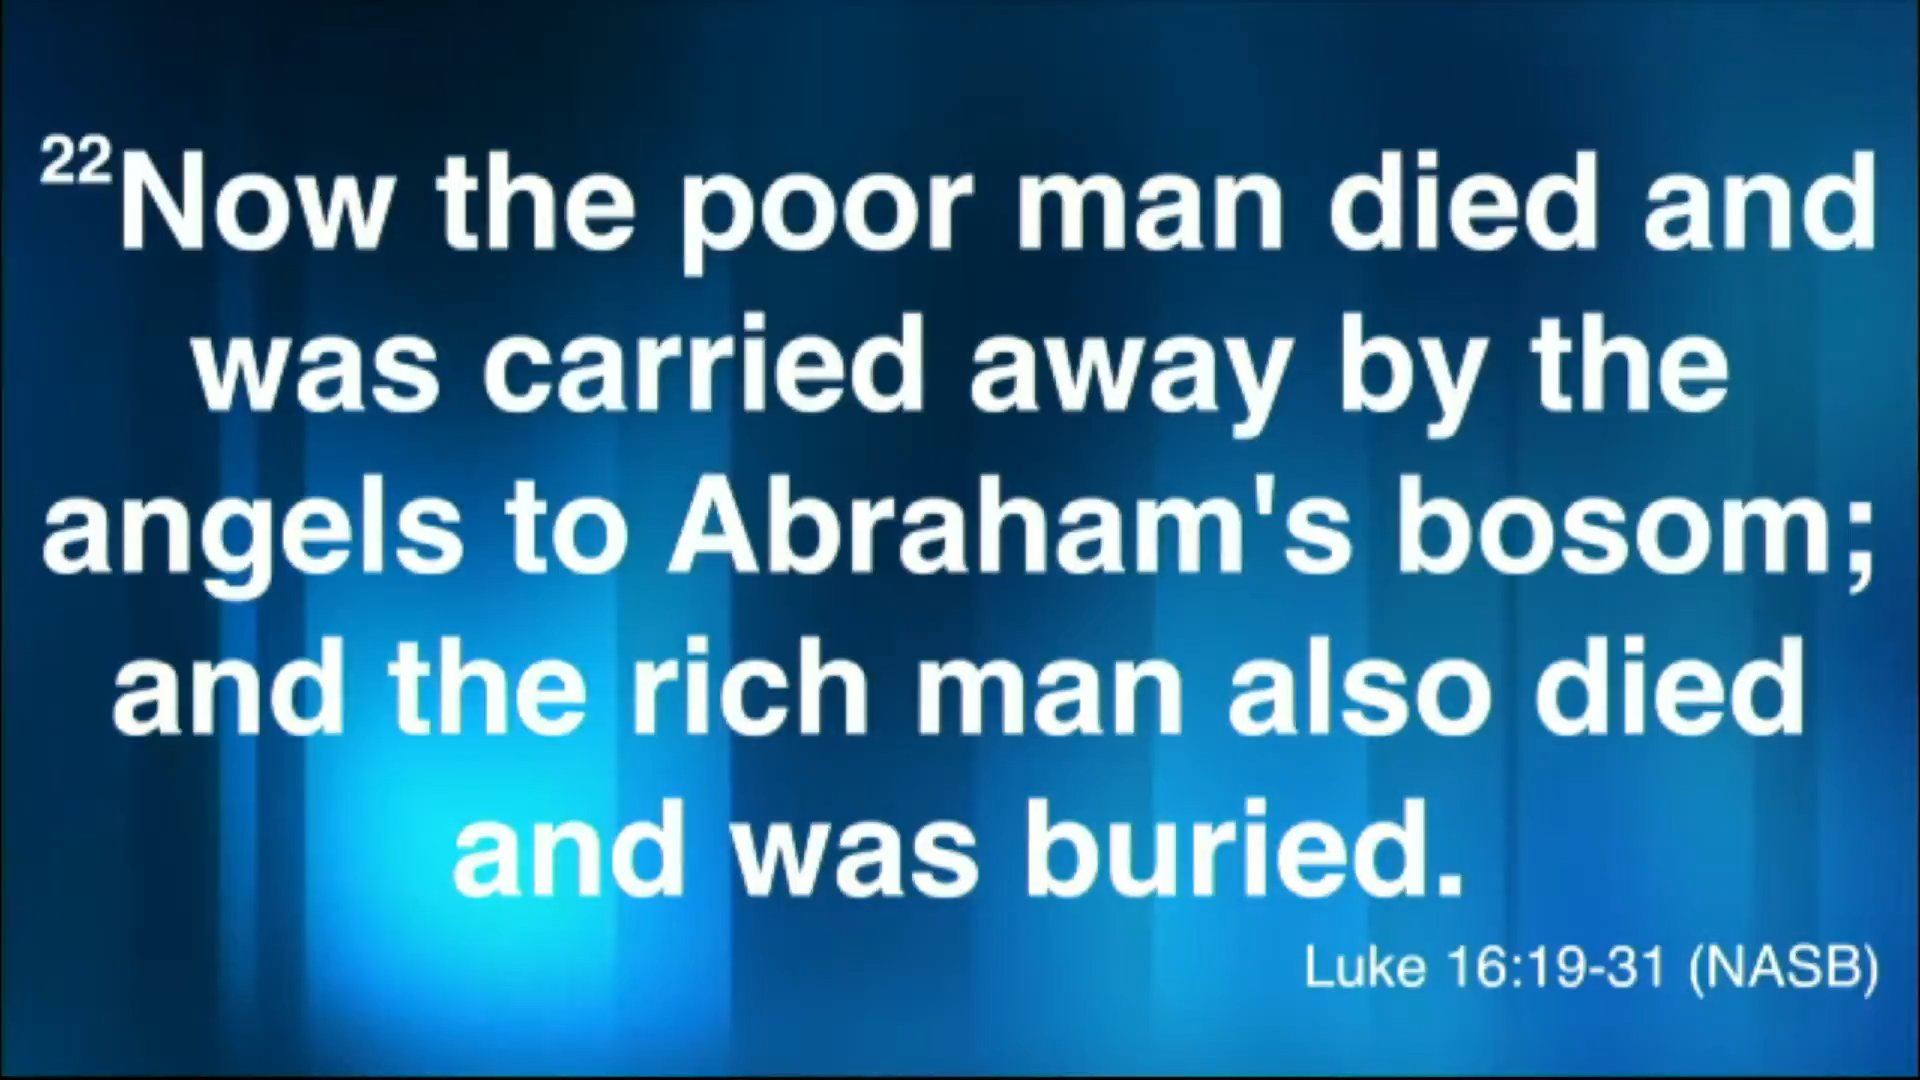 22Now the poor man died and
was carried away by the
angels to Abraham's bosom;
and the rich man also died
and was buried.
Luke 16:19-31 (NASB)